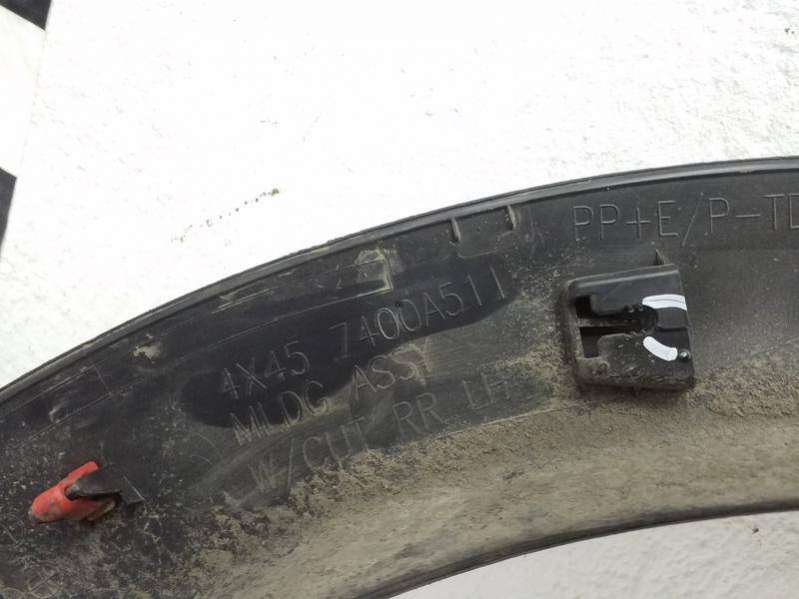 PP+E/P-TD
4X45 7400A511
MLDG ASSY
W/CUT RR LH